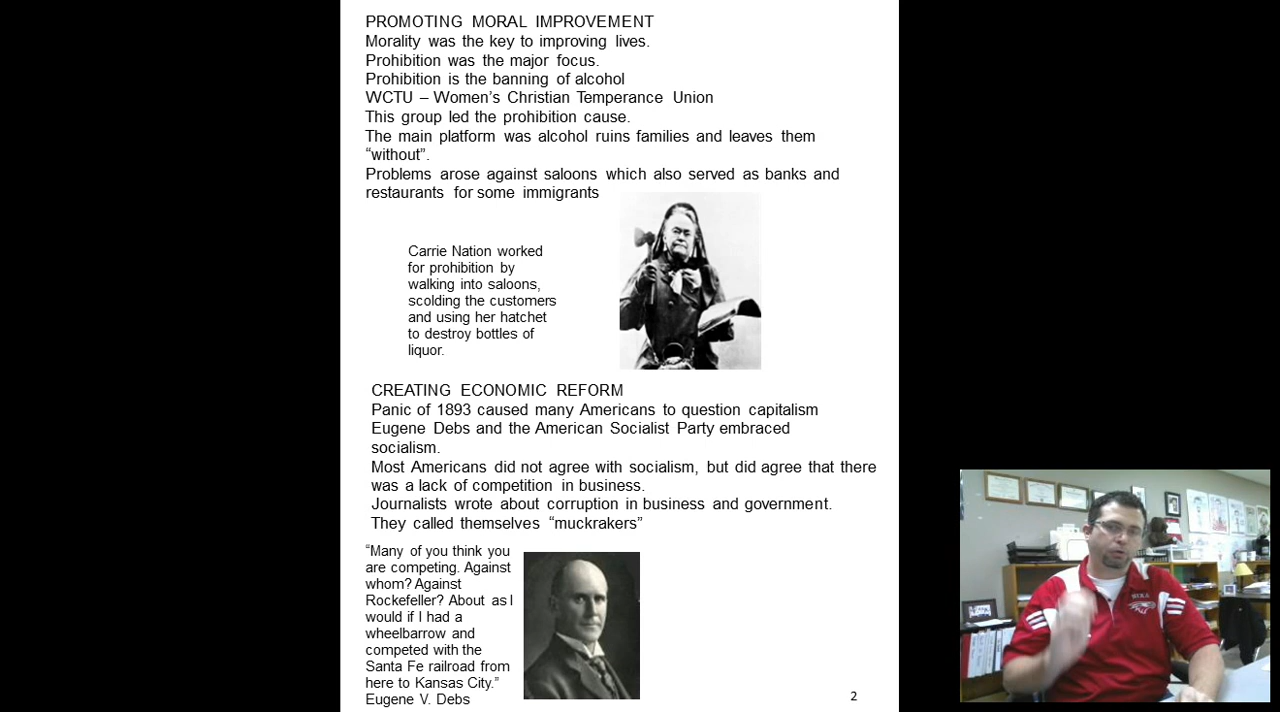 PROMOTING MORAL IMPROVEMENT
Morality was the key to improving lives.
Prohibition was the major focus.
Prohibition is the banning of alcohol
WCTU – Women's Christian Temperance Union
This group led the prohibition cause.
The main platform was alcohol ruins families and leaves them
“without”.
Problems arose against saloons which also served as banks and
restaurants for some immigrants
Carrie Nation worked
for prohibition by
walking into saloons,
scolding the customers
and using her hatchet
to destroy bottles of
liquor.
CREATING ECONOMIC REFORM
Panic of 1893 caused many Americans to question capitalism
Eugene Debs and the American Socialist Party embraced
socialism.
Most Americans did not agree with socialism, but did agree that there
was a lack of competition in business.
Journalists wrote about corruption in business and government.
They called themselves “muckrakers”
“Many of you think you
are competing. Against
whom? Against
Rockefeller? About as I
would if I had a
wheelbarrow and
competed with the
Santa Fe railroad from
here to Kansas City.”
Eugene V. Debs
2